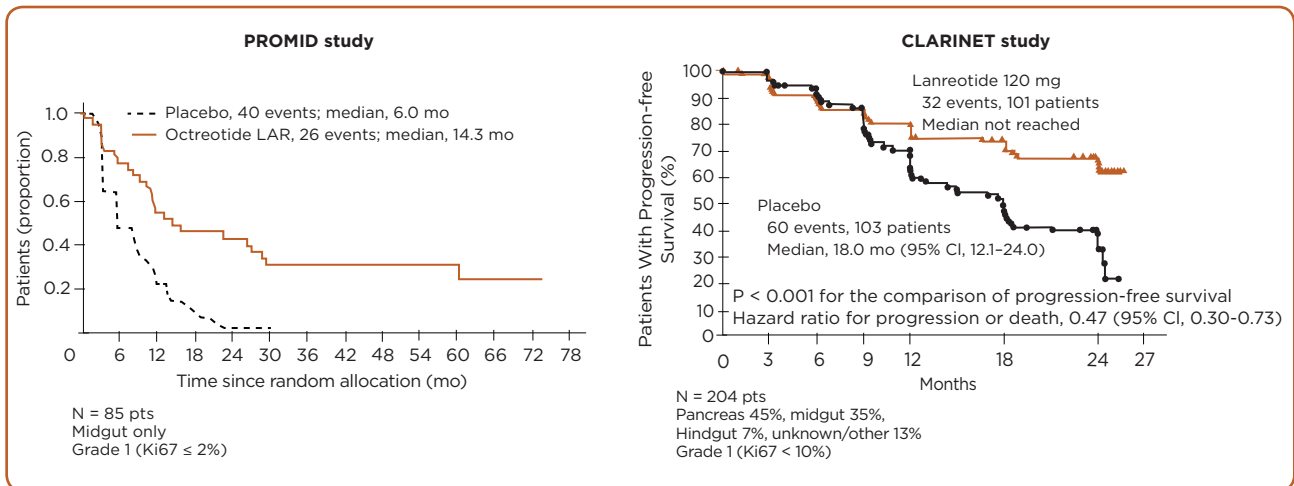 PROMID study
Placebo, 40 events; median, 6.0 mo
Octreotide LAR, 26 events; median, 14.3 mo
Patients (proportion)
1.0
0.8
0.6
0.4
0.2
0 6 12 18 24 30 36 42 48 54 60 66 72 78
Time since random allocation (mo)
N = 85 pts
Midgut only
Grade 1 (Ki67 ≤ 2%)
CLARINET study
Patients With Progression-free
Survival (%)
100
90
80
70
60
50
40
30
20
10
0
Lanreotide 120 mg
32 events, 101 patients
Median not reached
Placebo
60 events, 103 patients
Median, 18.0 mo (95% CI, 12.1–24.0)
P < 0.001 for the comparison of progression-free survival
Hazard ratio for progression or death, 0.47 (95% CI, 0.30-0.73)
0 3 6 9 12 18 24 27
Months
N = 204 pts
Pancreas 45%, midgut 35%,
Hindgut 7%, unknown/other 13%
Grade 1 (Ki67 < 10%)